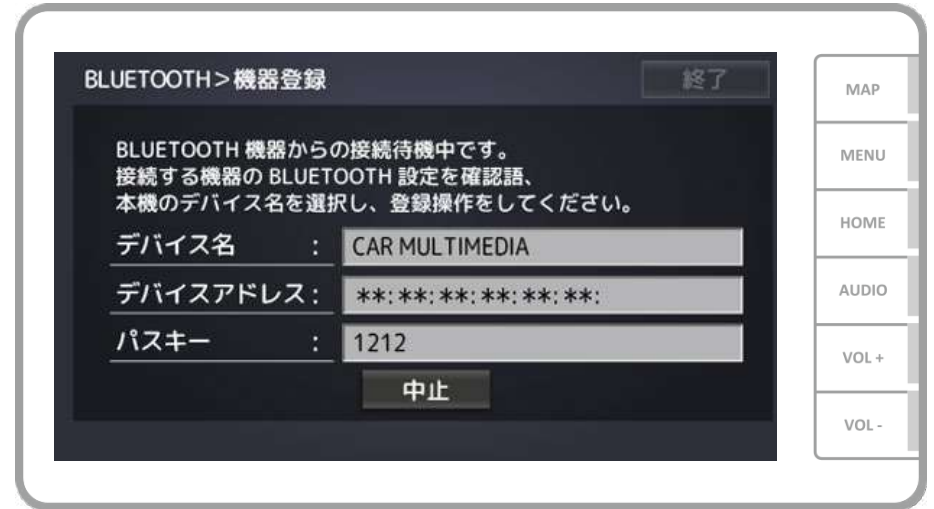 BLUETOOTH>機器登録
終了
BLUETOOTH 機器からの接続待機中です。
接続する機器の BLUETOOTH 設定を確認語、
本機のデバイス名を選択し、登録操作をしてください。
デバイス名 : CAR MULTIMEDIA
デバイスアドレス : **:**:**:**:**:**:
パスキー : 1212
中止
MAP
MENU
HOME
AUDIO
VOL +
VOL -